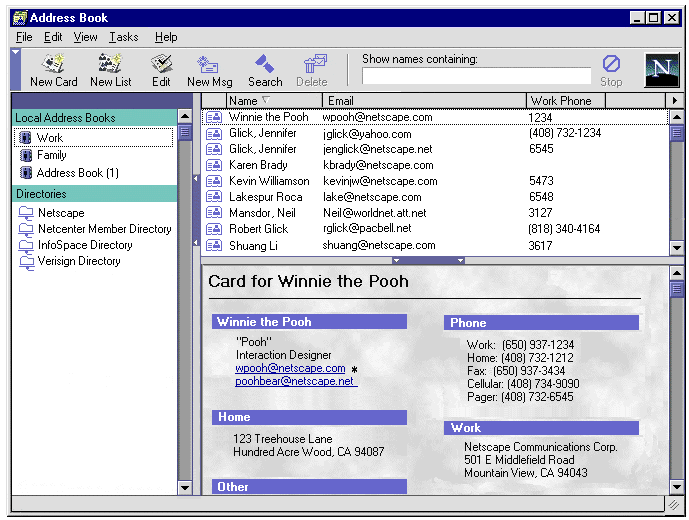 Address Book
File Edit View Tasks Help
Show names containing:
New Card New List Edit New Msg Search Delete Stop
N
Local Address Books
Work
Family
Address Book (1)
Directories
Netscape
Netcenter Member Directory
InfoSpace Directory
Verisign Directory
Name Email Work Phone
Winnie the Pooh wpooh@netscape.com 1234
Glick, Jennifer jglick@yahoo.com (408) 732-1234
Glick, Jennifer jenglick@netscape.net 6545
Karen Brady kbrady@netscape.com
Kevin Williamson kevinjw@netscape.com 5473
Lakespur Roca lake@netscape.com 6548
Mansdor, Neil Neil@worldnet.att.net 3127
Robert Glick rglick@pacbell.net (818) 340-4164
Shuang Li shuang@netscape.com 3617
Card for Winnie the Pooh
Winnie the Pooh
"Pooh"
Interaction Designer
wpooh@netscape.com *
poohbear@netscape.net
Home
123 Treehouse Lane
Hundred Acre Wood, CA 94087
Other
Phone
Work: (650) 937-1234
Home: (408) 732-1212
Fax: (650) 937-3434
Cellular: (408) 734-9090
Pager: (408) 732-6545
Work
Netscape Communications Corp.
501 E Middlefield Road
Mountain View, CA 94043